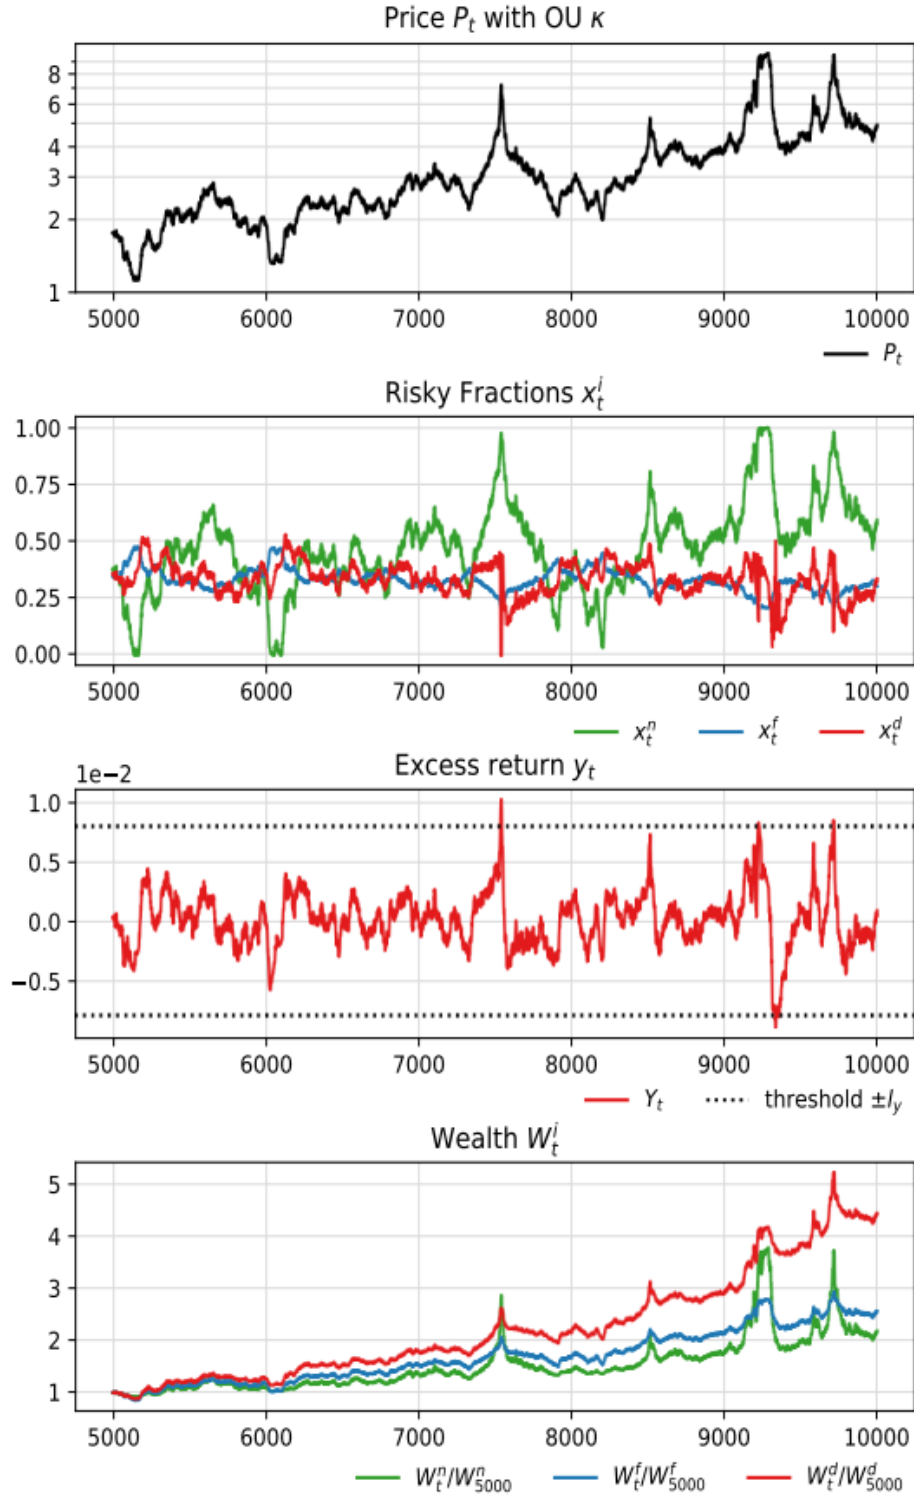 Price P_t with OU κ
8
6
4
3
2
1
5000 6000 7000 8000 9000 10000
P_t
Risky Fractions x_t^i
1.00
0.75
0.50
0.25
0.00
5000 6000 7000 8000 9000 10000
x_t^n x_t^f x_t^d
Excess return y_t
1e−2
1.0
0.5
0.0
−0.5
5000 6000 7000 8000 9000 10000
Y_t threshold ±l_y
Wealth W_t^i
5
4
3
2
1
5000 6000 7000 8000 9000 10000
W_t^n/W_5000^n W_t^f/W_5000^f W_t^d/W_5000^d